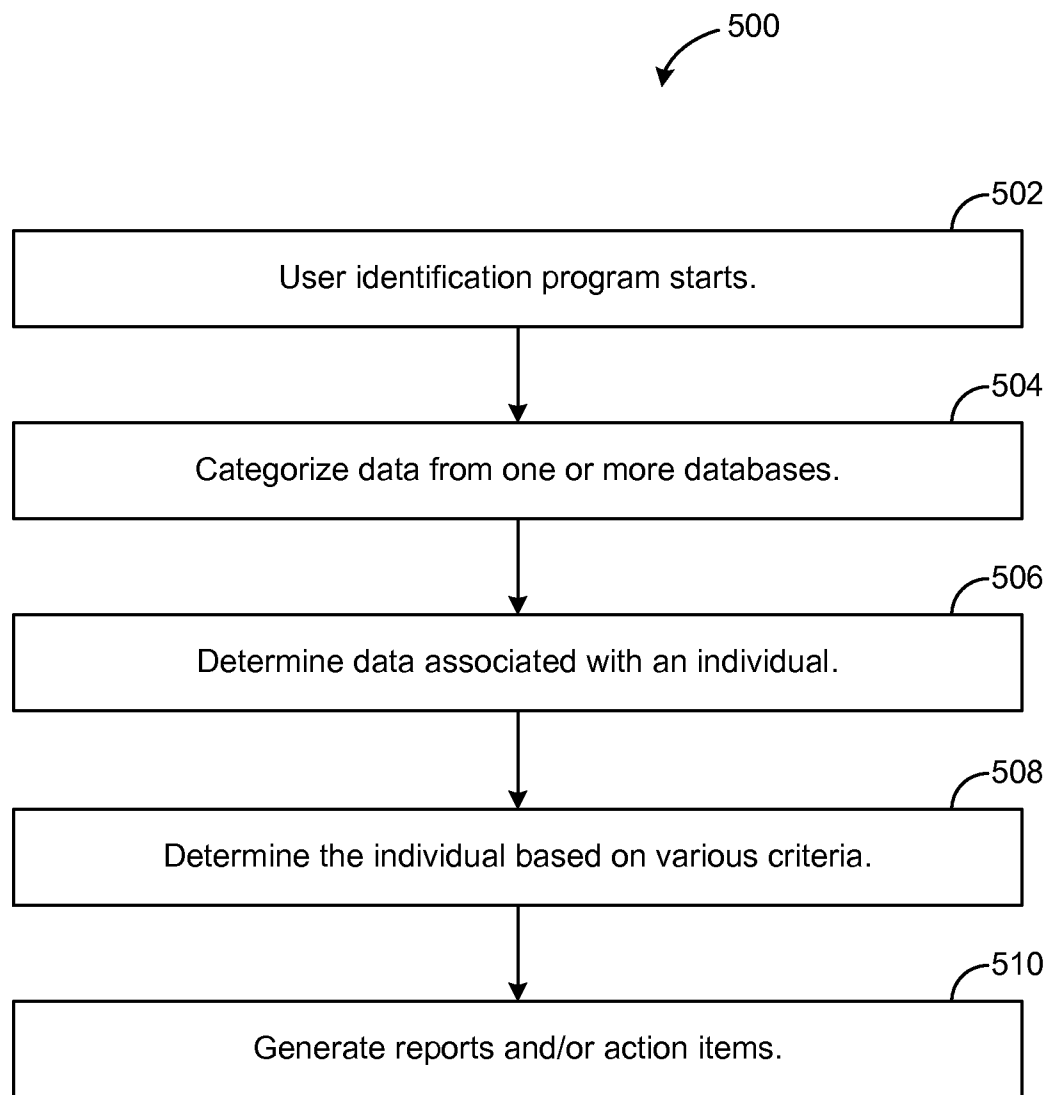 500
502
User identification program starts.
504
Categorize data from one or more databases.
506
Determine data associated with an individual.
508
Determine the individual based on various criteria.
510
Generate reports and/or action items.